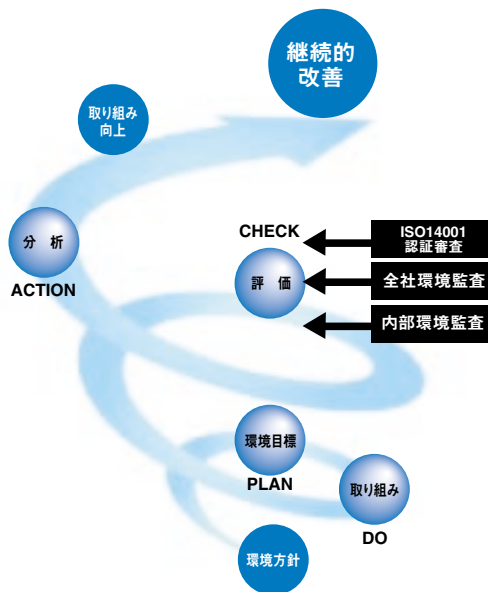 継続的
改善
取り組み
向上
分 析
ACTION
CHECK
評 価
ISO14001
認証審査
全社環境監査
内部環境監査
環境目標
PLAN
取り組み
DO
環境方針